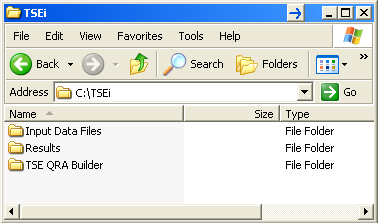 TSEi
File Edit View Favorites Tools Help
Back Search Folders
Address C:\TSEi Go
Name Size Type
Input Data Files File Folder
Results File Folder
TSE QRA Builder File Folder